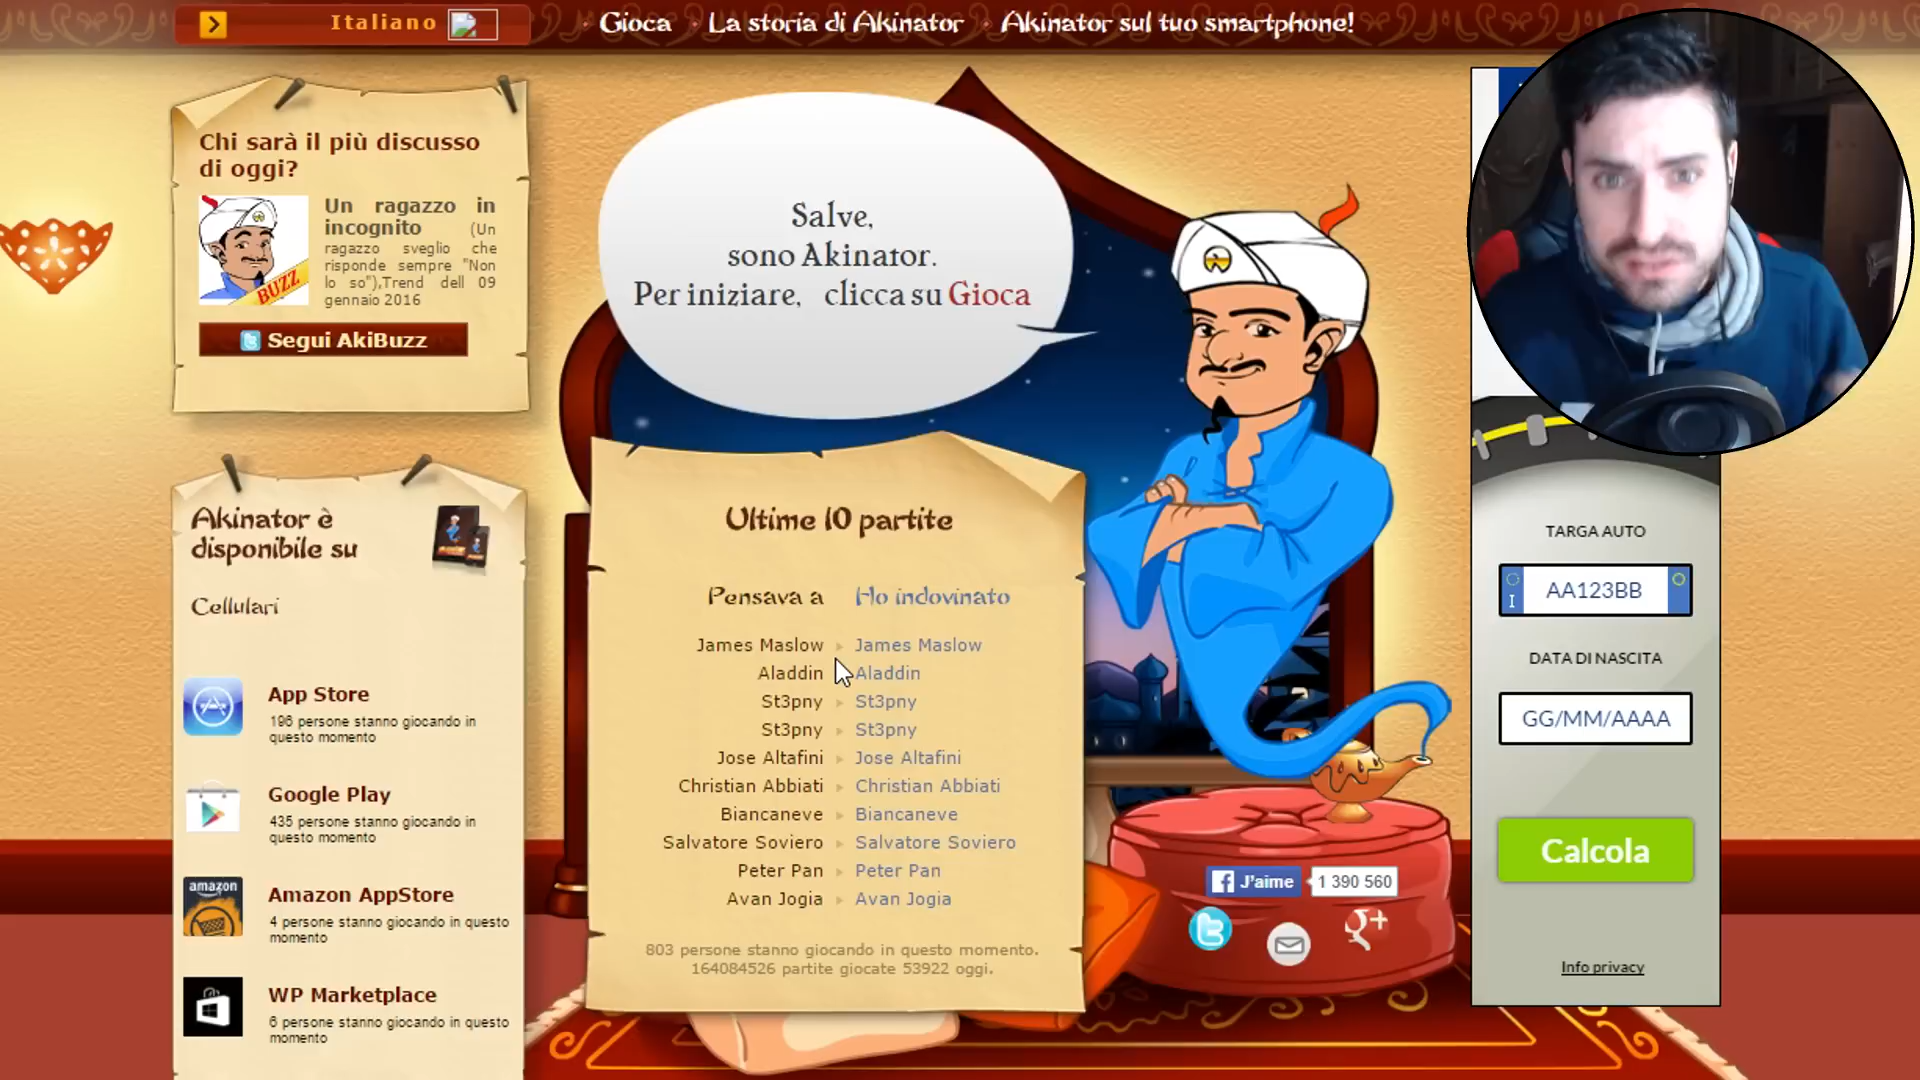 Italiano
Gioca
La storia di Akinator
Akinator sul tuo smartphone!
Chi sarà il più discusso
di oggi?
BUZZ
Un ragazzo in
incognito (Un
ragazzo sveglio che
risponde sempre "Non
lo so"),Trend dell 09
gennaio 2016
Segui AkiBuzz
Salve,
sono Akinator.
Per iniziare, clicca su Gioca
Akinator è
disponibile su
Cellulari
App Store
196 persone stanno giocando in
questo momento
Google Play
435 persone stanno giocando in
questo momento
amazon
Amazon AppStore
4 persone stanno giocando in questo
momento
WP Marketplace
6 persone stanno giocando in questo
momento
Ultime 10 partite
Pensava a Ho indovinato
James Maslow James Maslow
Aladdin Aladdin
St3pny St3pny
St3pny St3pny
Jose Altafini Jose Altafini
Christian Abbiati Christian Abbiati
Biancaneve Biancaneve
Salvatore Soviero Salvatore Soviero
Peter Pan Peter Pan
Avan Jogia Avan Jogia
803 persone stanno giocando in questo momento.
164084526 partite giocate 53922 oggi.
J'aime 1 390 560
g+
TARGA AUTO
I AA123BB
DATA DI NASCITA
GG/MM/AAAA
Calcola
Info privacy